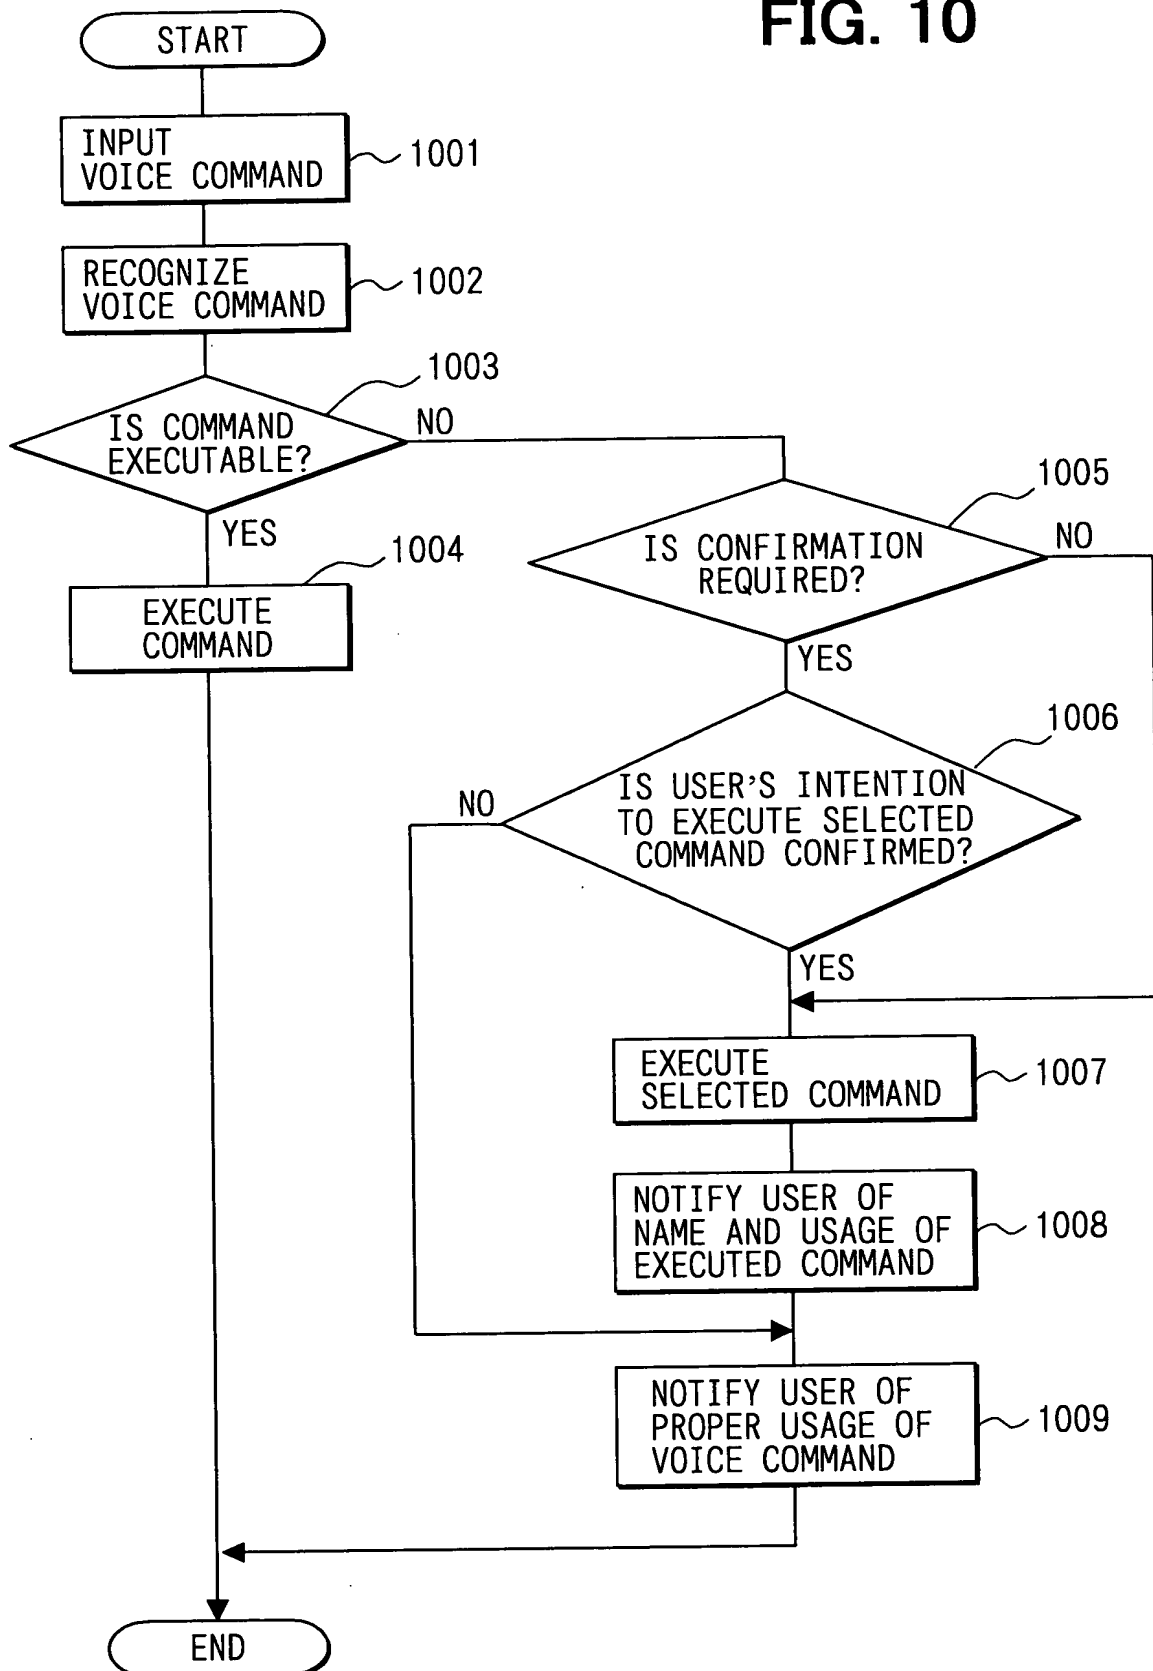 FIG. 10
START
INPUT
VOICE COMMAND
1001
RECOGNIZE
VOICE COMMAND
1002
1003
IS COMMAND
EXECUTABLE?
NO
YES
1004
EXECUTE
COMMAND
1005
IS CONFIRMATION
REQUIRED?
NO
YES
1006
IS USER'S INTENTION
TO EXECUTE SELECTED
COMMAND CONFIRMED?
NO
YES
EXECUTE
SELECTED COMMAND
1007
NOTIFY USER OF
NAME AND USAGE OF
EXECUTED COMMAND
1008
NOTIFY USER OF
PROPER USAGE OF
VOICE COMMAND
1009
END